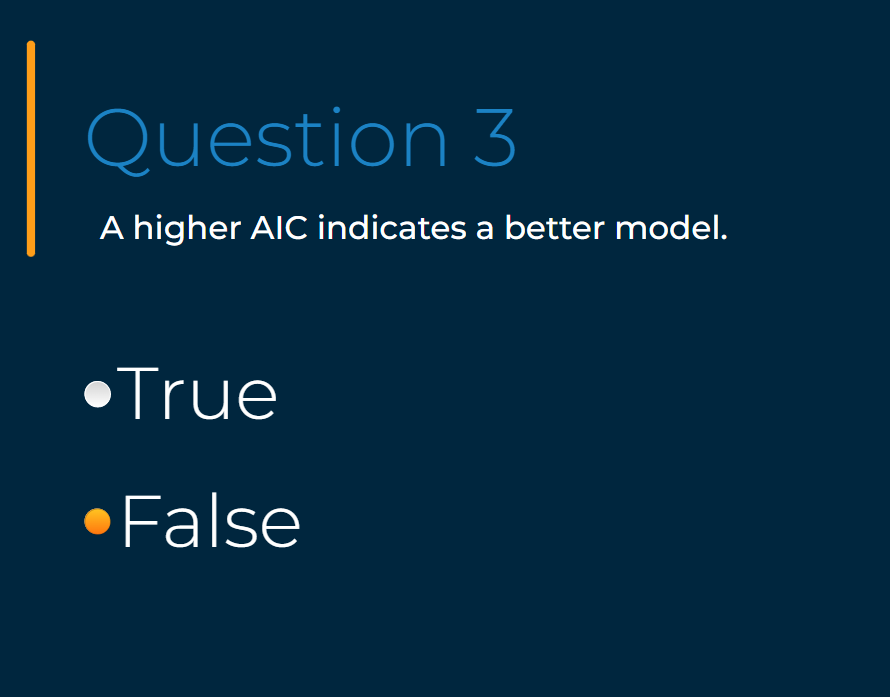 Question 3
A higher AIC indicates a better model.
•True
•False